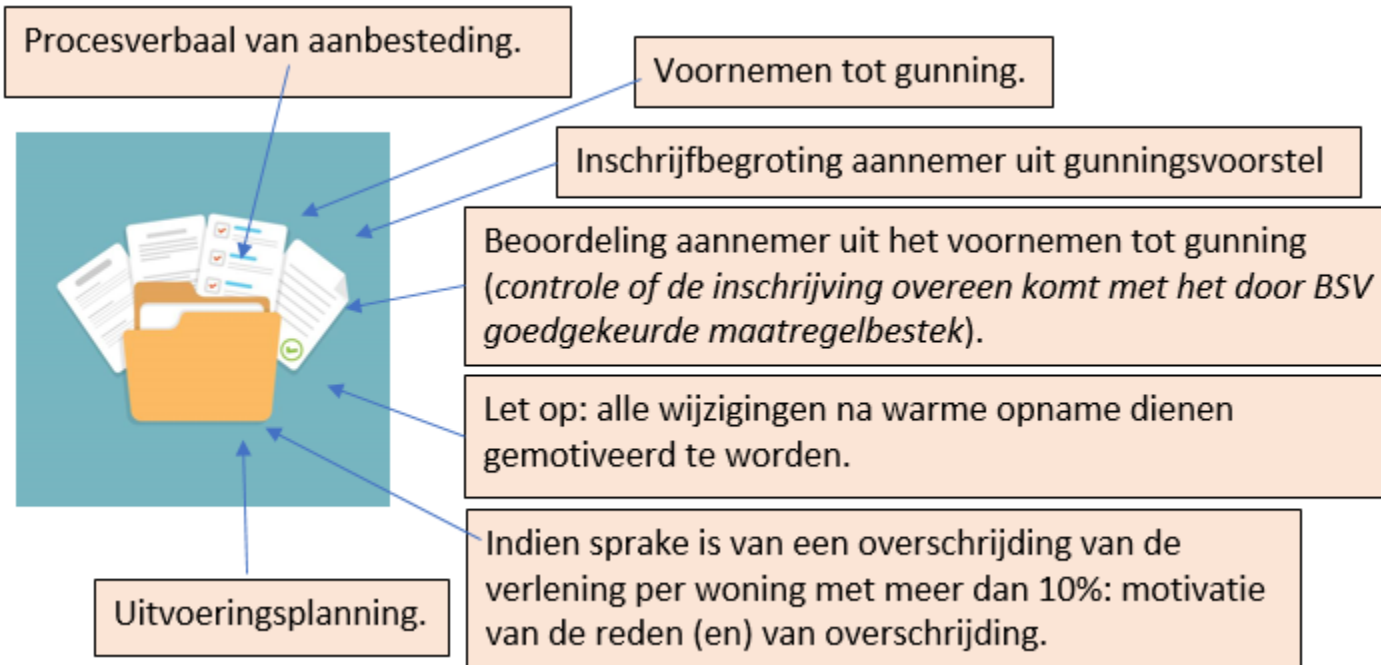 Procesverbaal van aanbesteding.
Voornemen tot gunning.
Inschrijfbegroting aannemer uit gunningsvoorstel
Beoordeling aannemer uit het voornemen tot gunning
(controle of de inschrijving overeen komt met het door BSV
goedgekeurde maatregelbestek).
Let op: alle wijzigingen na warme opname dienen
gemotiveerd te worden.
Indien sprake is van een overschrijding van de
verlening per woning met meer dan 10%: motivatie
van de reden (en) van overschrijding.
Uitvoeringsplanning.